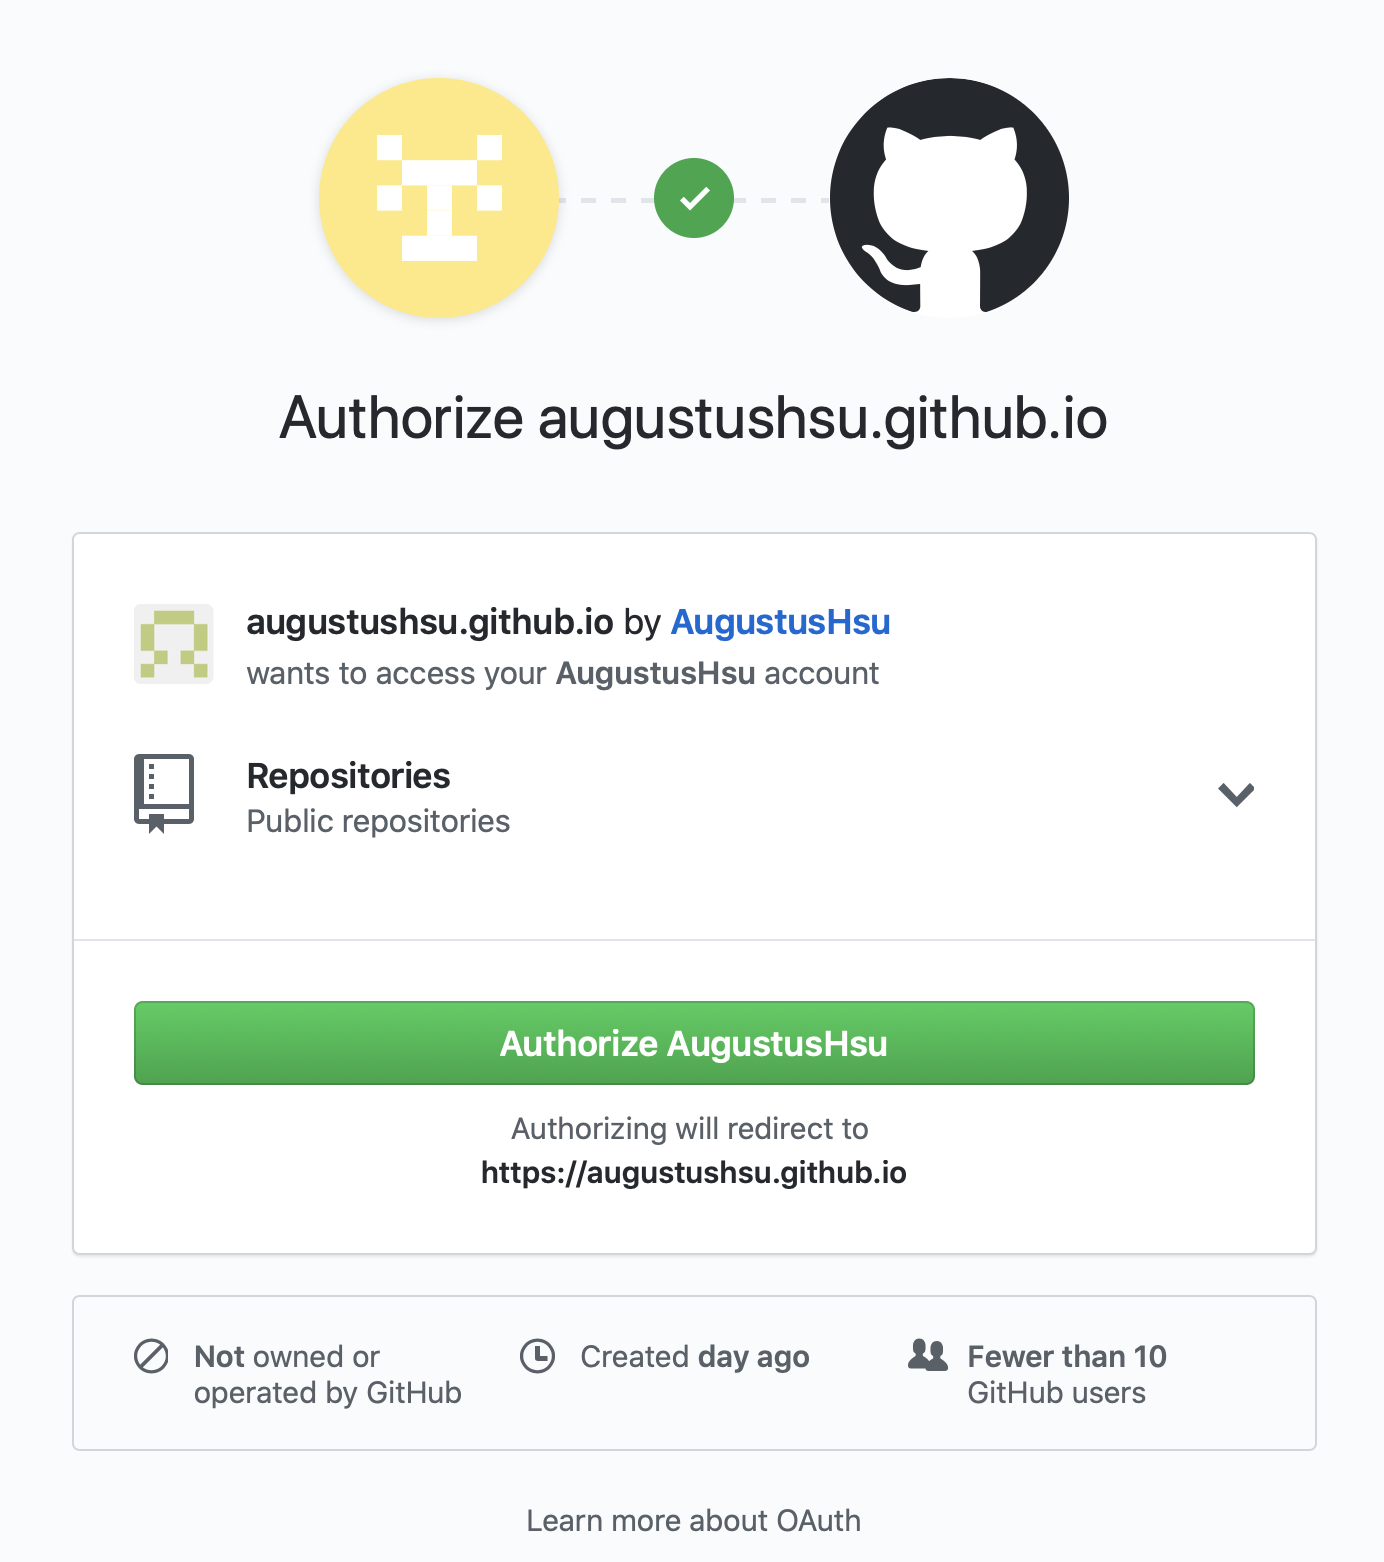 Authorize augustushsu.github.io
augustushsu.github.io by AugustusHsu
wants to access your AugustusHsu account
Repositories
Public repositories
Authorize AugustusHsu
Authorizing will redirect to
https://augustushsu.github.io
Not owned or
operated by GitHub
Created day ago
Fewer than 10
GitHub users
Learn more about OAuth